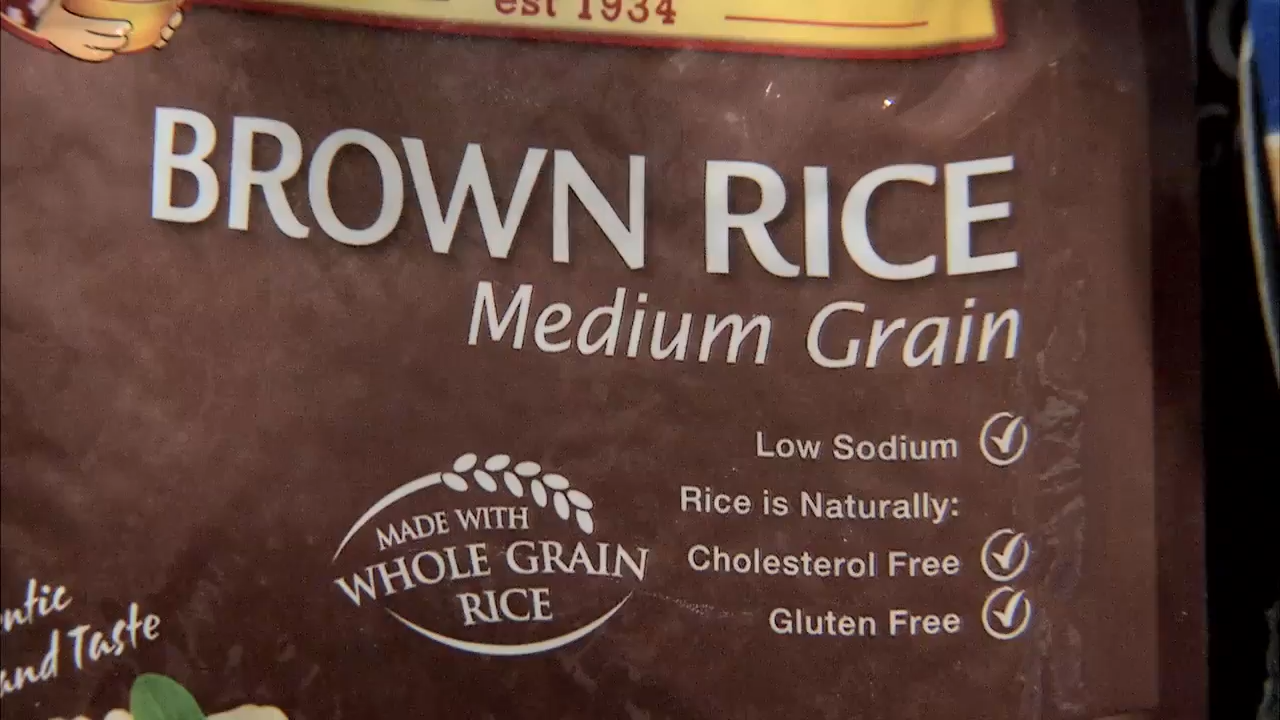 est 1934
BROWN RICE
Medium Grain
Low Sodium
Rice is Naturally:
Cholesterol Free
Gluten Free
MADE WITH
WHOLE GRAIN
RICE
and Taste